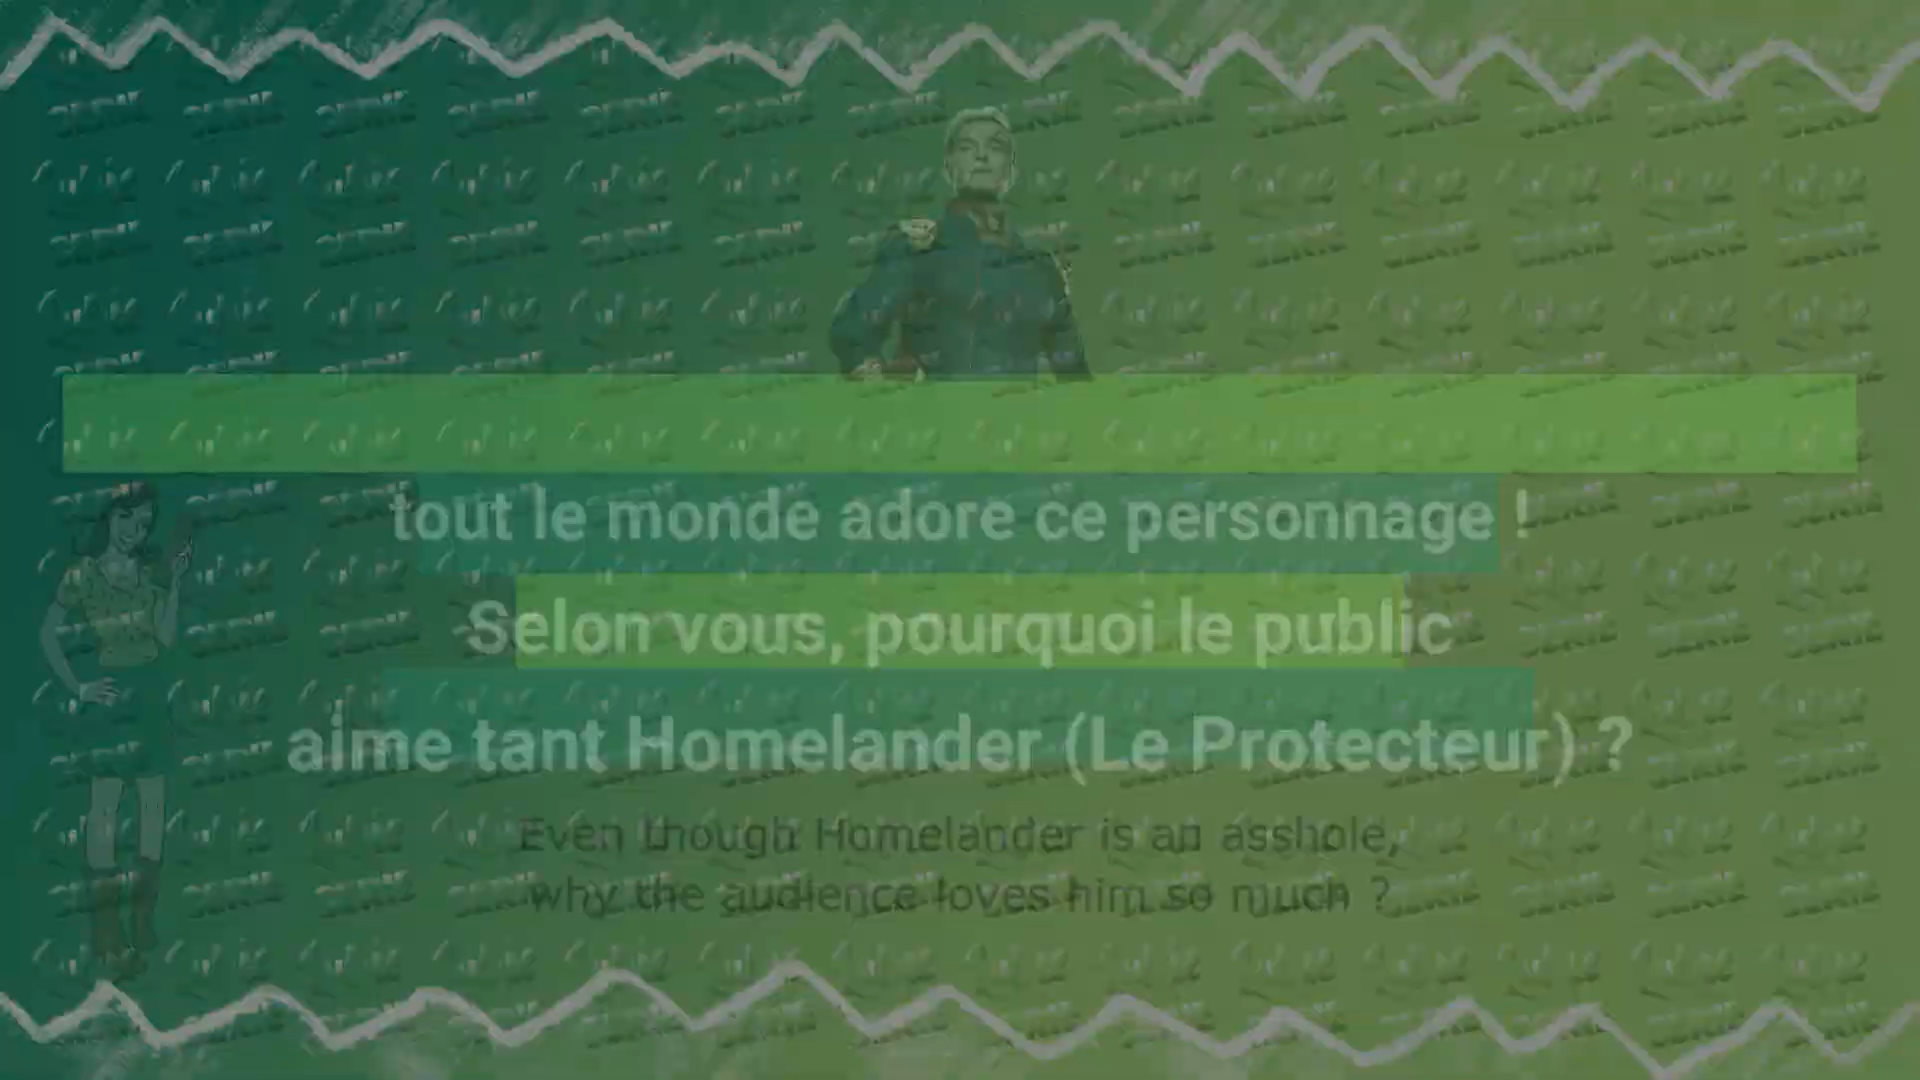 tout le monde adore ce personnage !
Selon vous, pourquoi le public
aime tant Homelander (Le Protecteur) ?
Even though Homelander is an asshole,
why the audience loves him so much ?